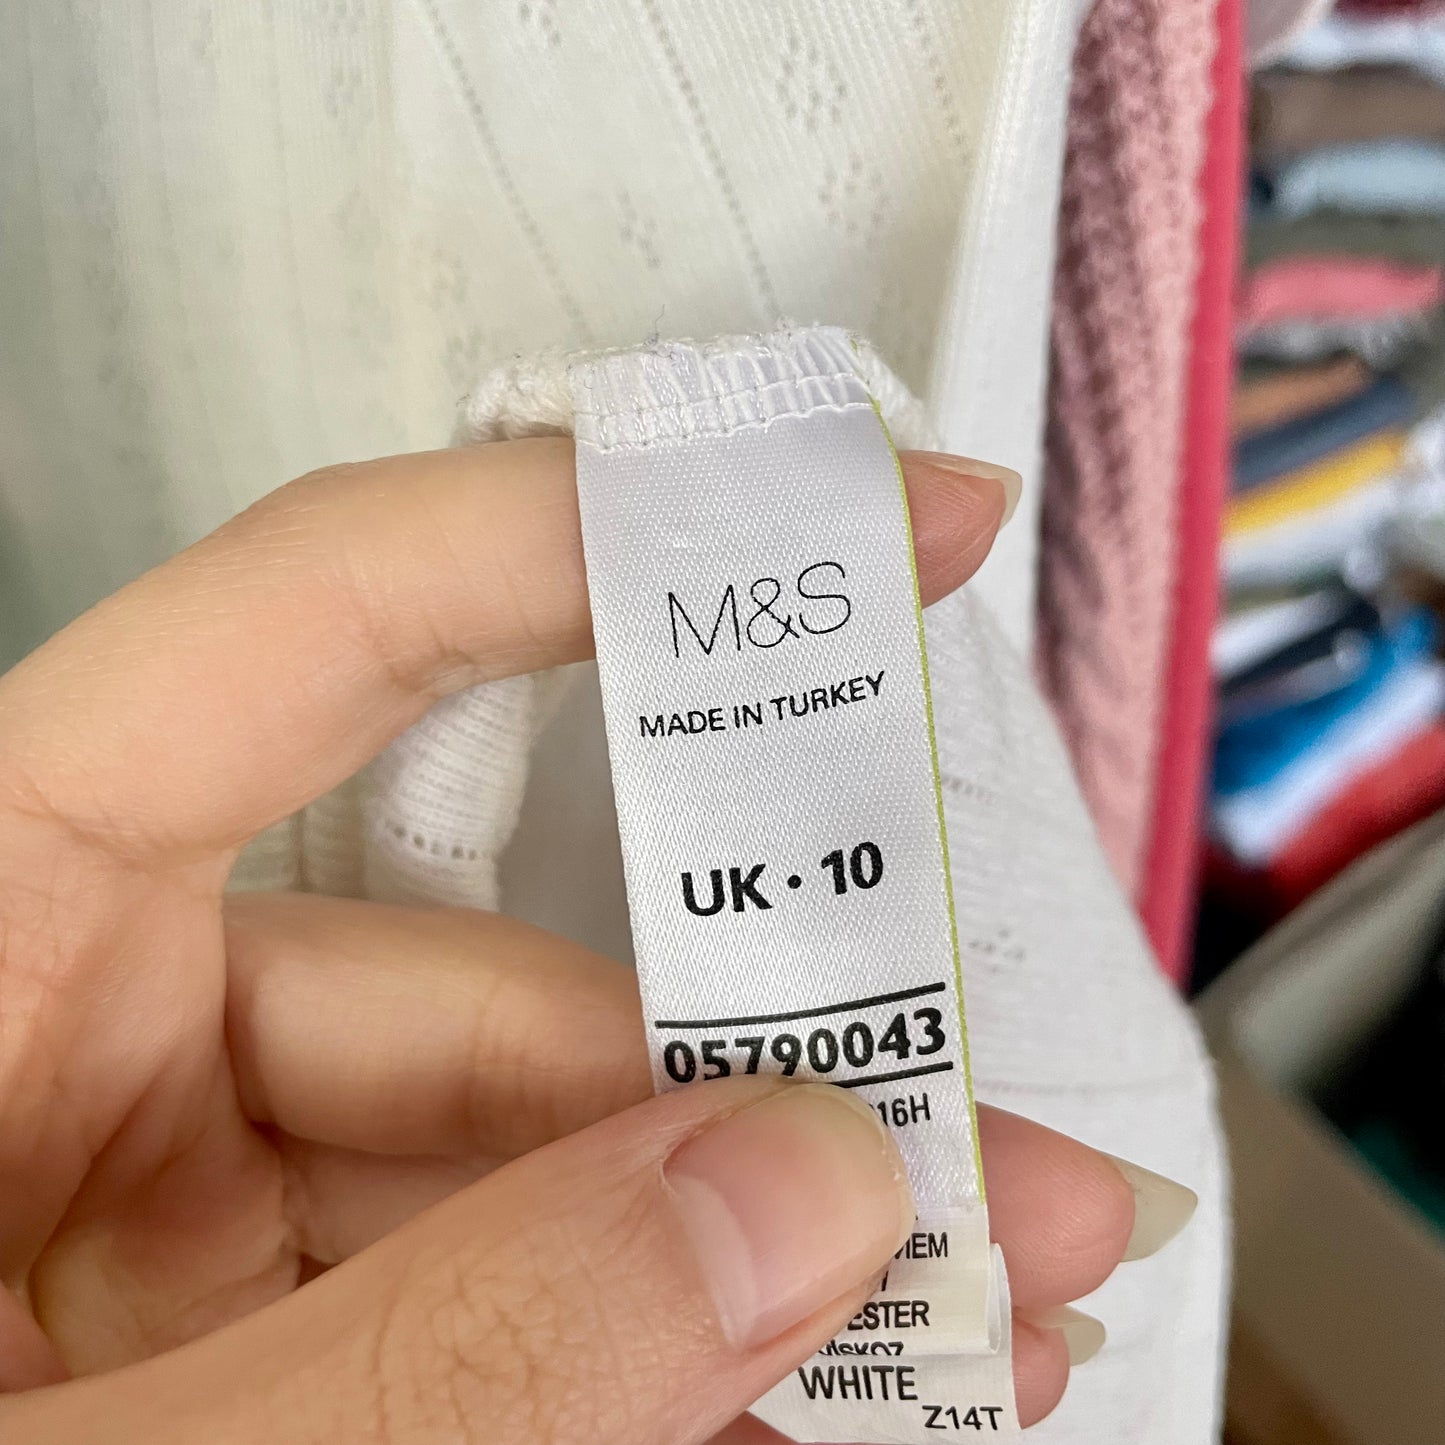 M&S
MADE IN TURKEY
UK · 10
05790043
16H
WHITE
Z14T